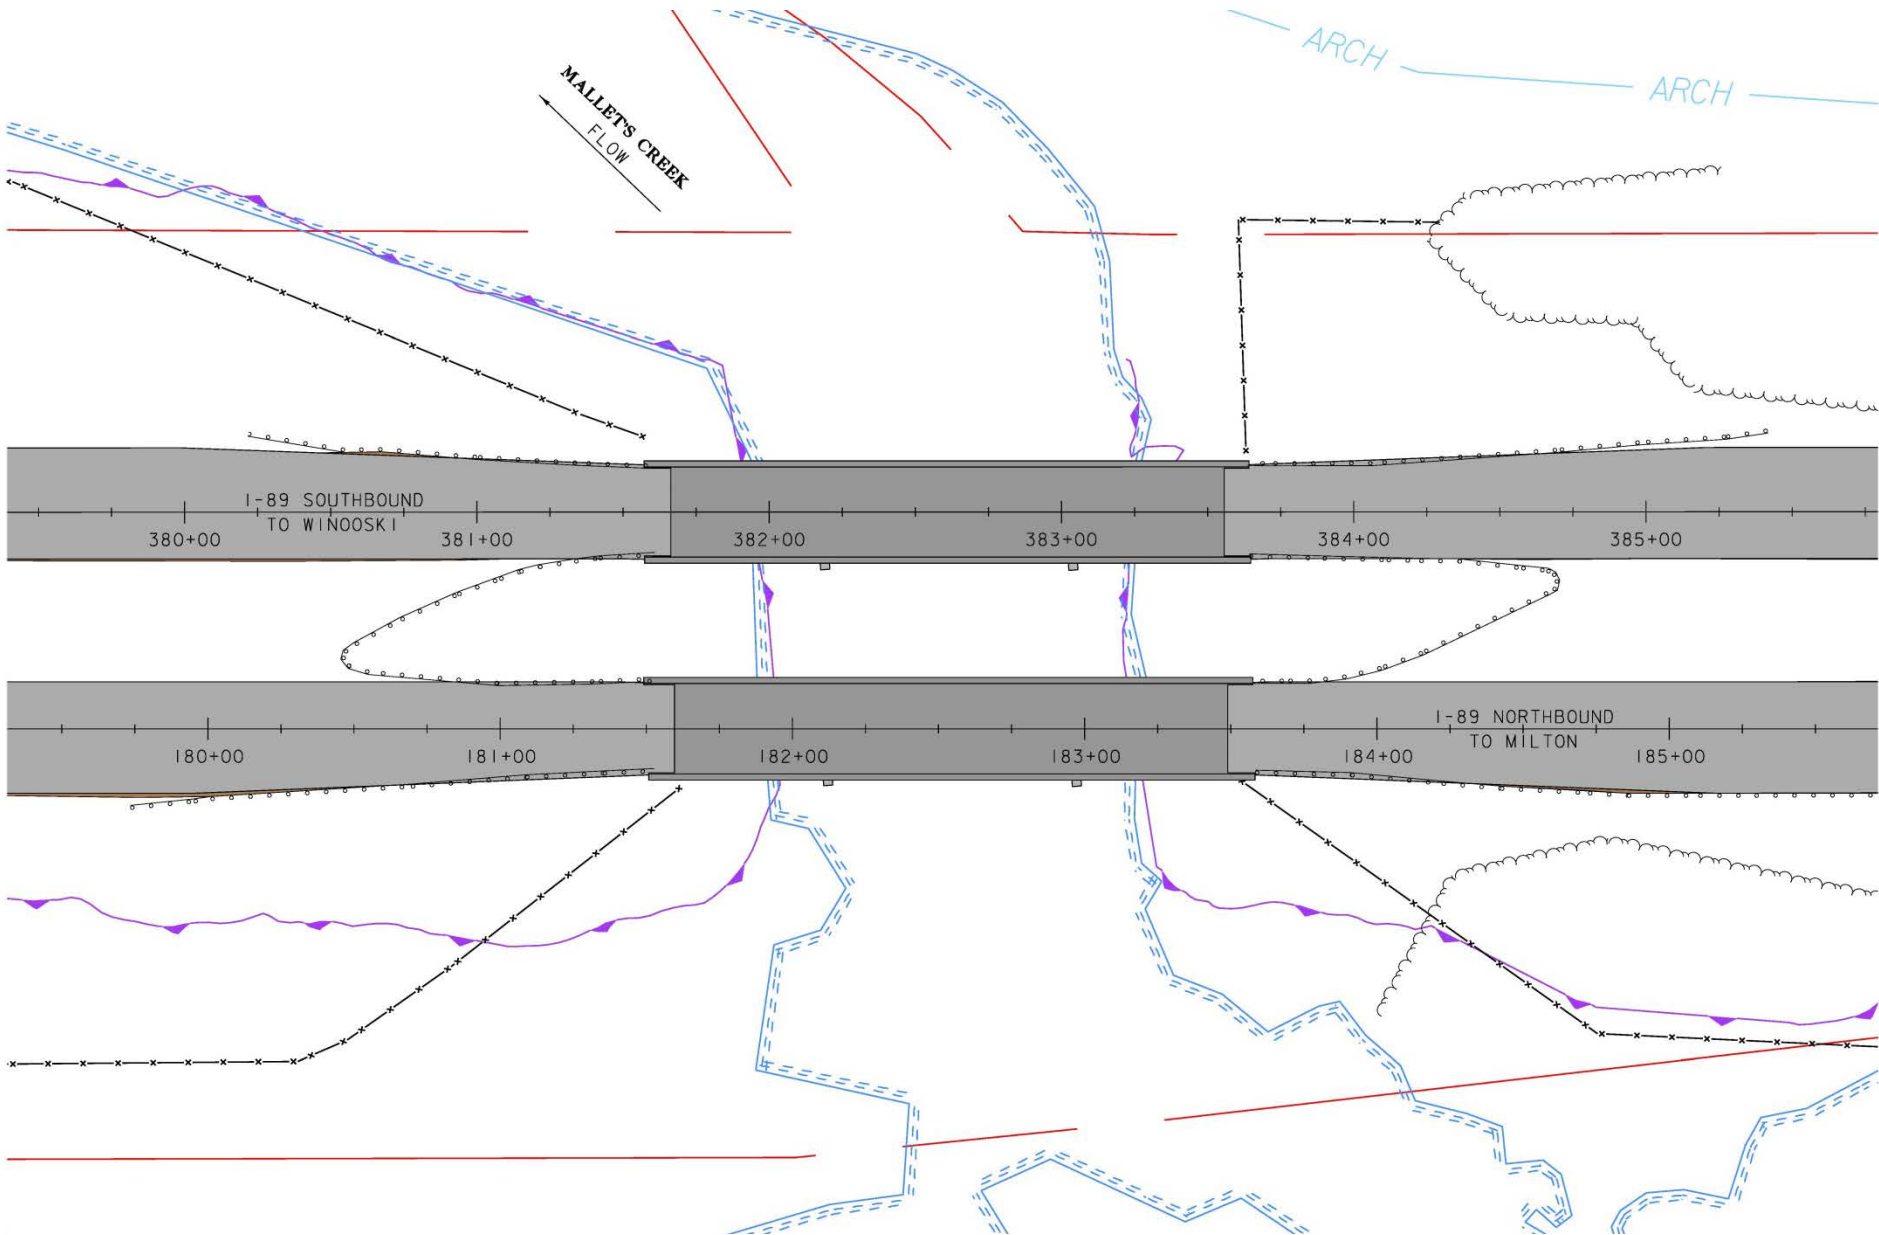 ARCH
ARCH
MALLET'S CREEK
FLOW
I-89 SOUTHBOUND
TO WINOOSKI
380+00
381+00
382+00
383+00
384+00
385+00
I-89 NORTHBOUND
TO MILTON
180+00
181+00
182+00
183+00
184+00
185+00